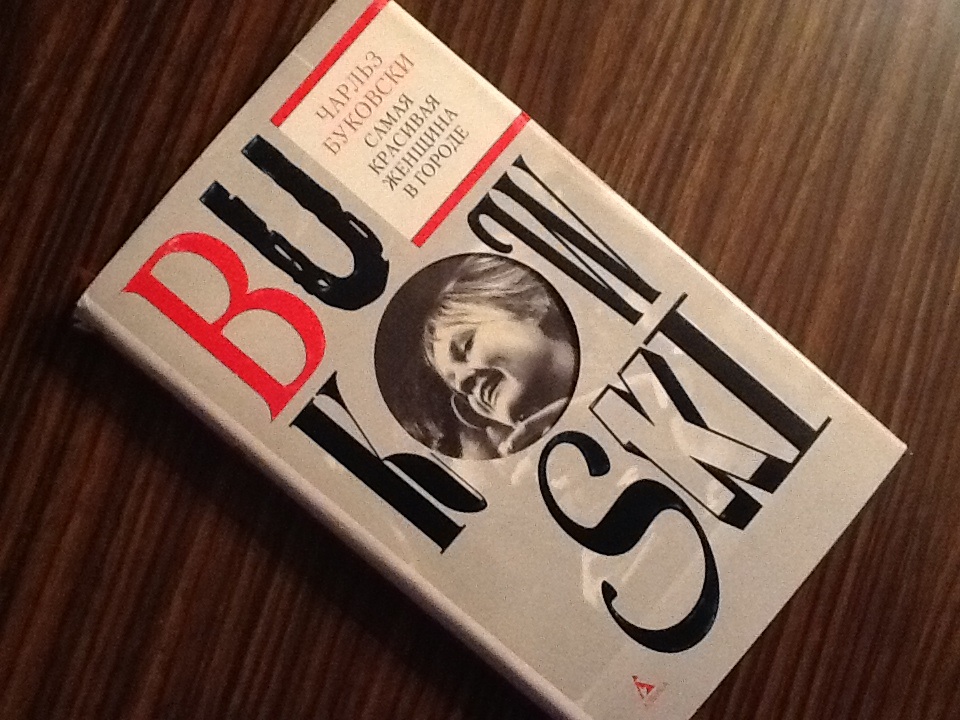 ЧАРЛЬЗ
БУКОВСКИ
САМАЯ
КРАСИВАЯ
ЖЕНЩИНА
В ГОРОДЕ
BU
KOW
SKI